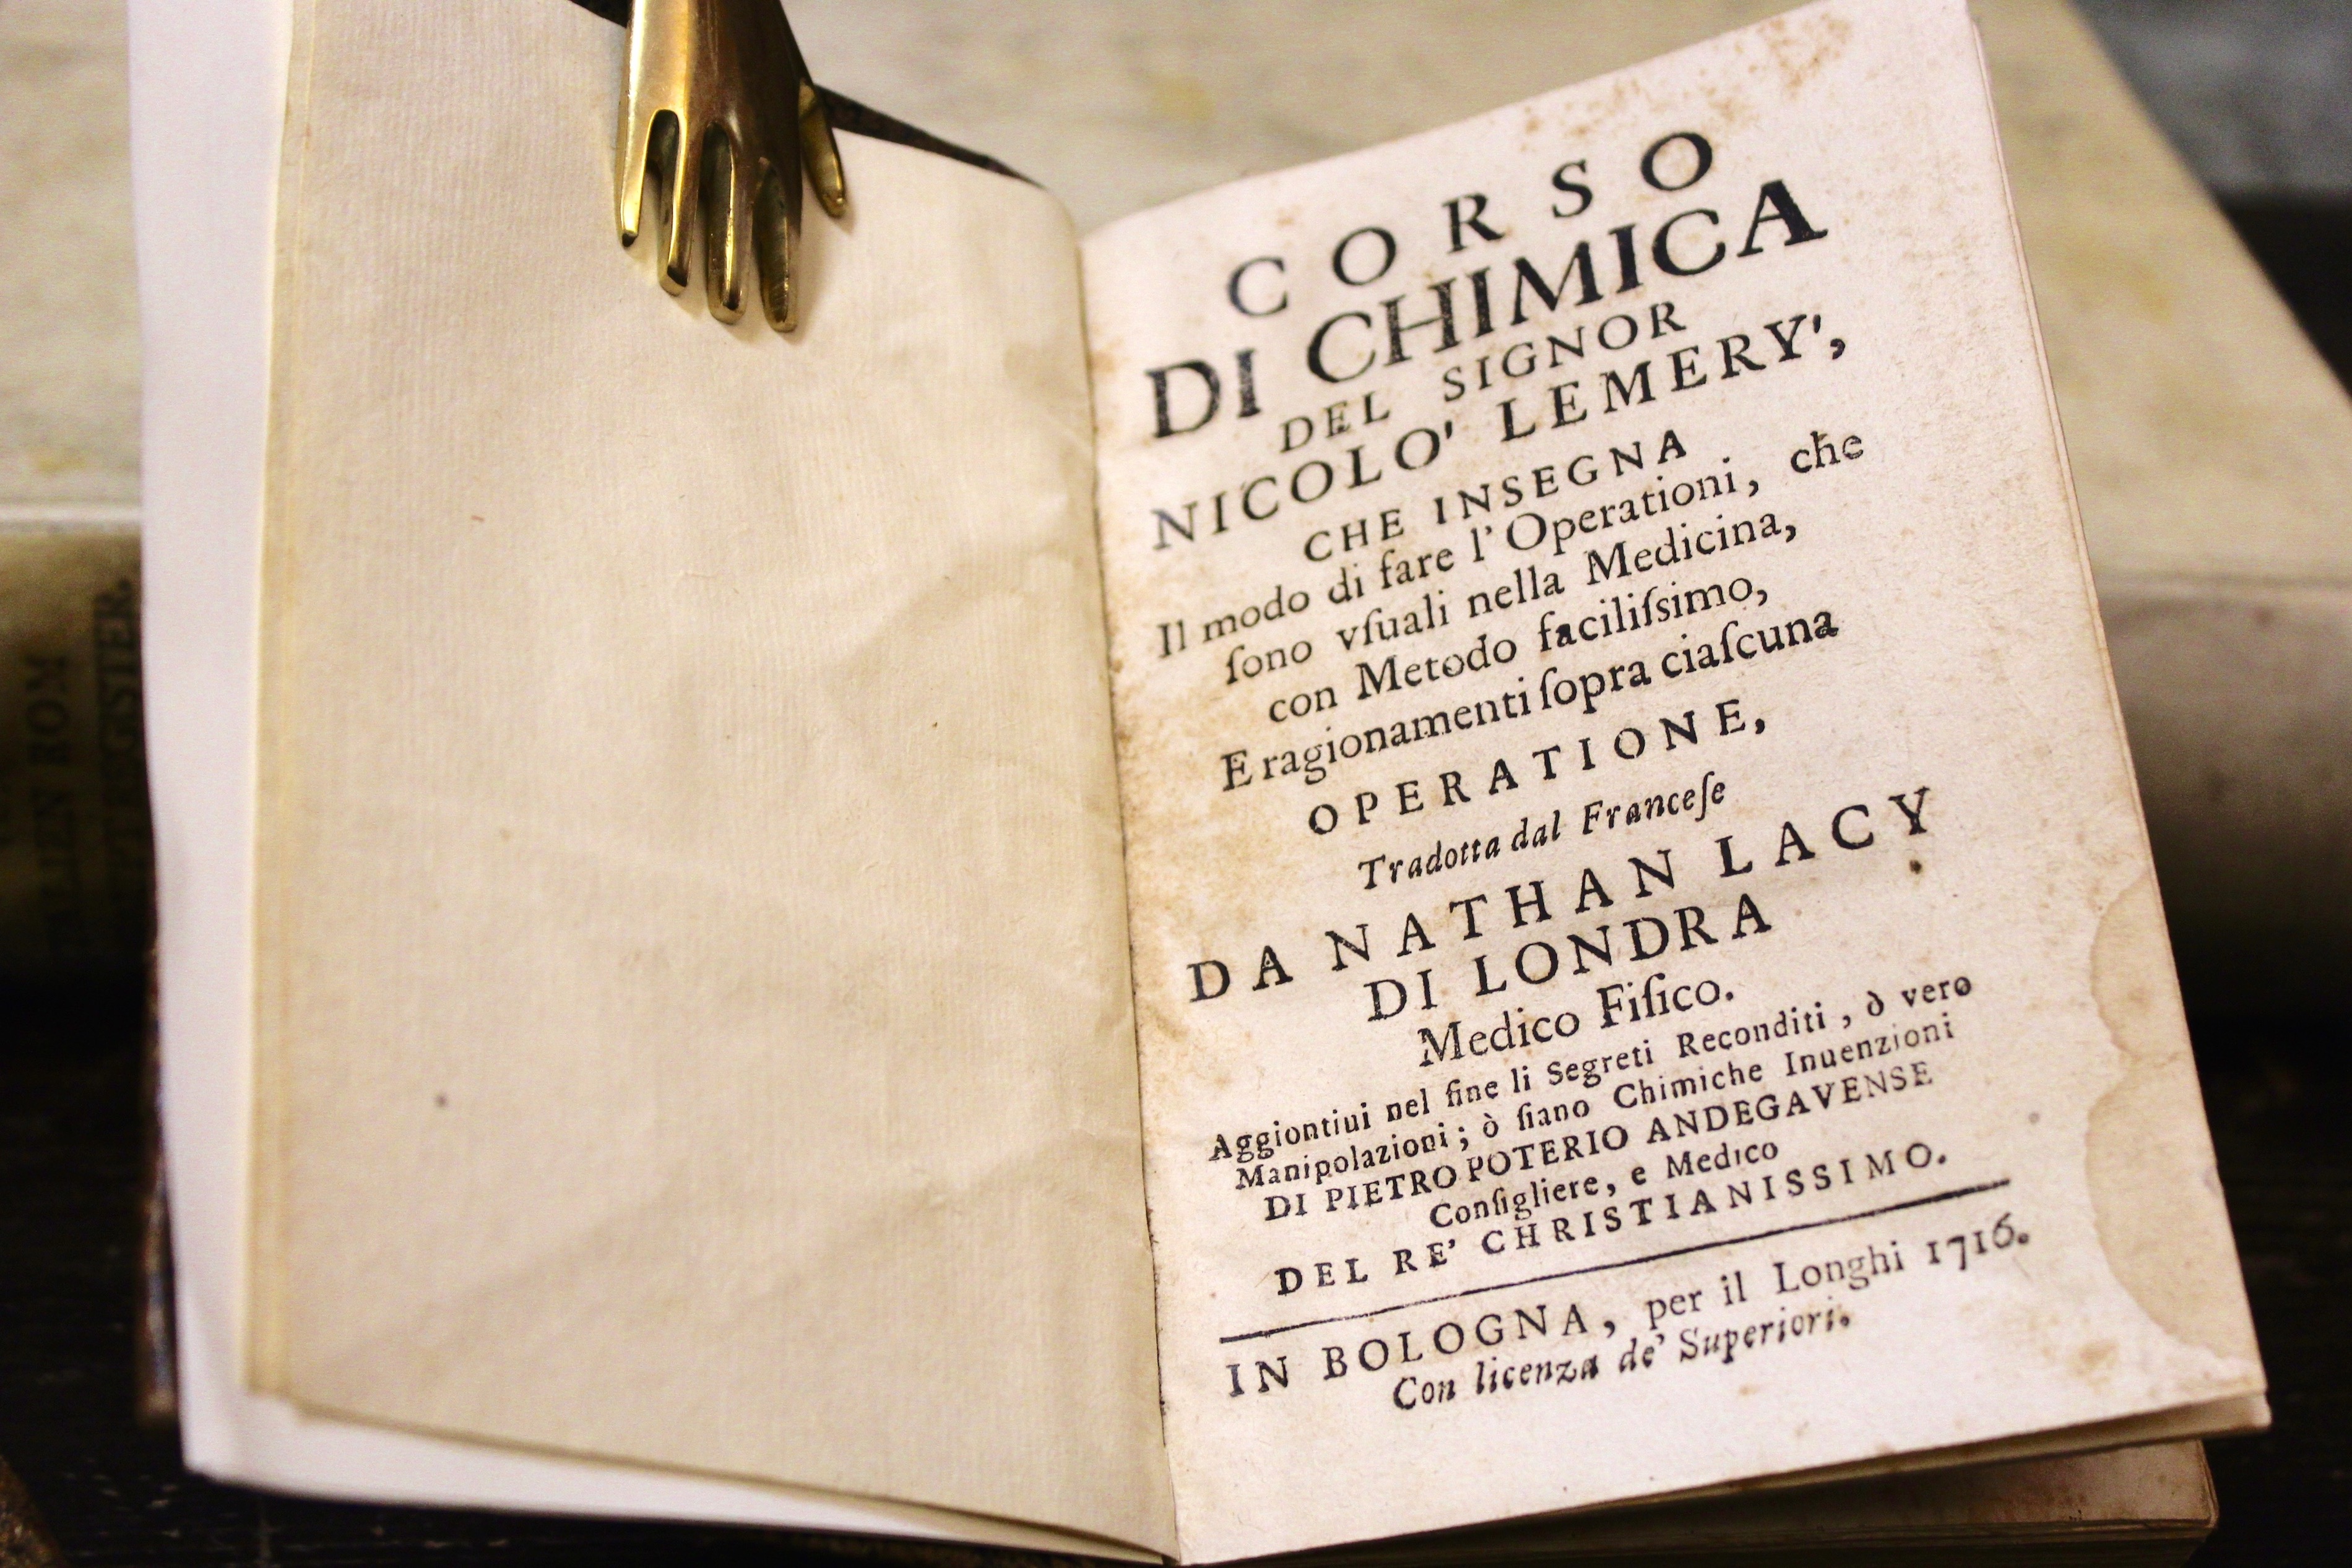 CORSO
DI CHIMICA
DEL SIGNOR
NICOLO' LEMERY',
CHE INSEGNA
Il modo di fare l'Operationi, che
ſono vſuali nella Medicina,
con Metodo faciliſsimo,
E ragionamenti ſopra ciaſcuna
OPERATIONE,
Tradotta dal Franceſe
DA NATHAN LACY
DI LONDRA
Medico Fiſico.
Aggiontiui nel fine li Segreti Reconditi, ò vero
Manipolazioni; ò ſiano Chimiche Inuenzioni
DI PIETRO POTERIO ANDEGAVENSE
Conſigliere, e Medico
DEL RE' CHRISTIANISSIMO.
IN BOLOGNA, per il Longhi 1716.
Con licenza de' Superiori.
ROM